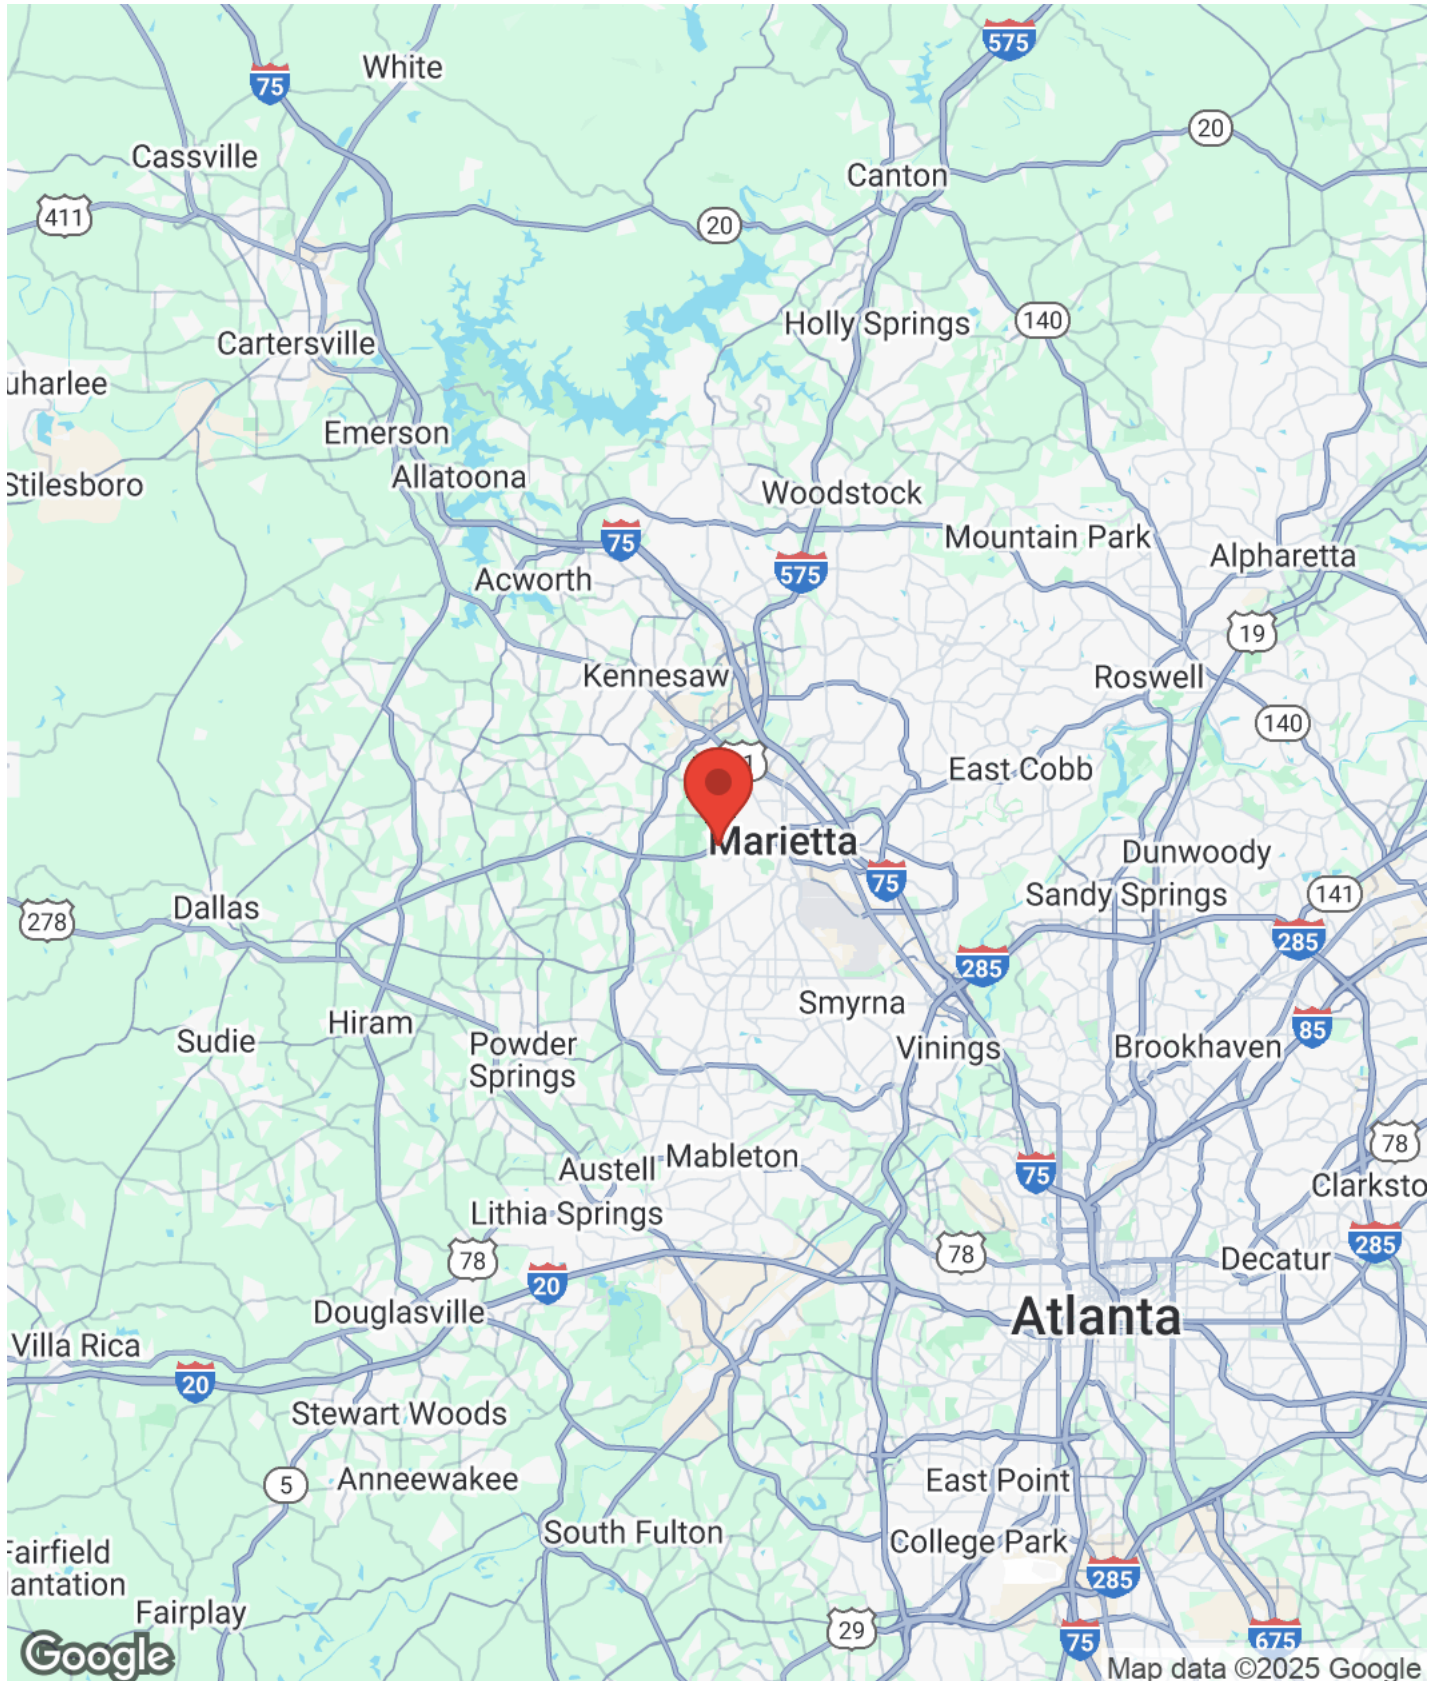 575
White
75
20
Cassville
Canton
411
20
Holly Springs
140
Cartersville
uharlee
Emerson
Allatoona
Stilesboro
Woodstock
75
Mountain Park
Alpharetta
575
Acworth
19
Kennesaw
Roswell
140
East Cobb
Marietta
Dunwoody
75
Sandy Springs
141
Dallas
278
285
285
Smyrna
Hiram
85
Sudie
Powder
Springs
Vinings
Brookhaven
78
Austell
Mableton
75
Clarksto
Lithia Springs
78
78
285
Decatur
20
Douglasville
Atlanta
Villa Rica
20
Stewart Woods
5
Anneewakee
East Point
South Fulton
College Park
Fairfield
lantation
285
Fairplay
29
75
675
Google
Map data ©2025 Google